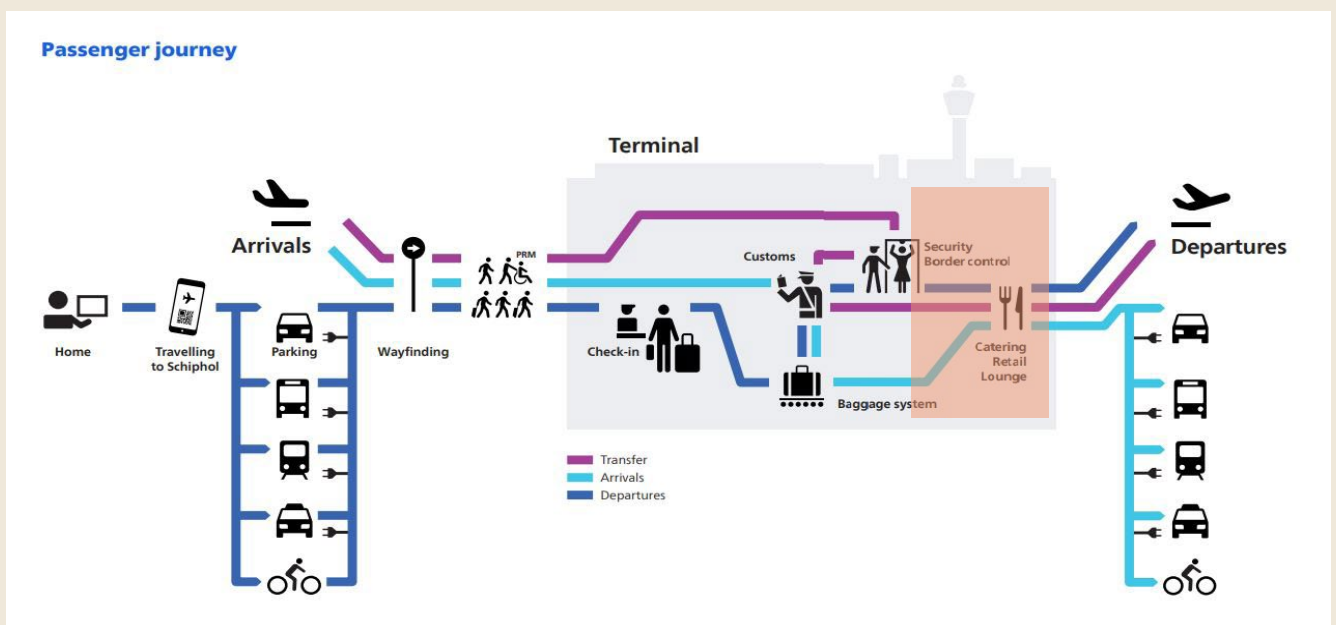 Passenger journey
Terminal
Arrivals
Departures
PRM
Customs
Security
Border control
Home
Travelling
to Schiphol
Parking
Wayfinding
Check-in
Catering
Retail
Lounge
Baggage system
Transfer
Arrivals
Departures